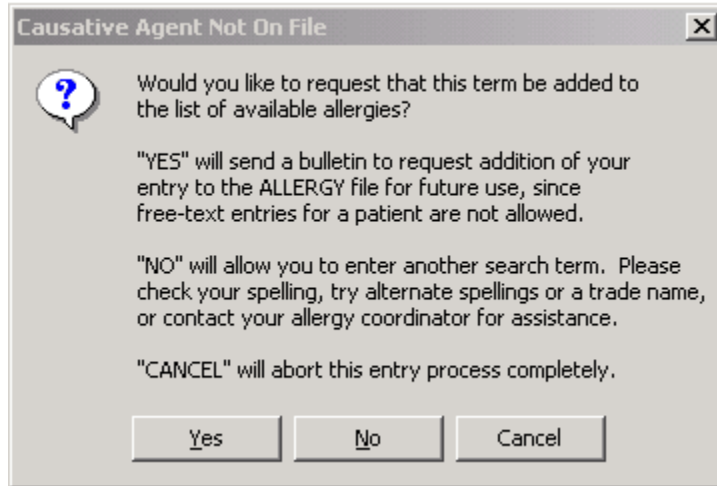 Causative Agent Not On File
Would you like to request that this term be added to
the list of available allergies?
"YES" will send a bulletin to request addition of your
entry to the ALLERGY file for future use, since
free-text entries for a patient are not allowed.
"NO" will allow you to enter another search term.  Please
check your spelling, try alternate spellings or a trade name,
or contact your allergy coordinator for assistance.
"CANCEL" will abort this entry process completely.
Yes No Cancel